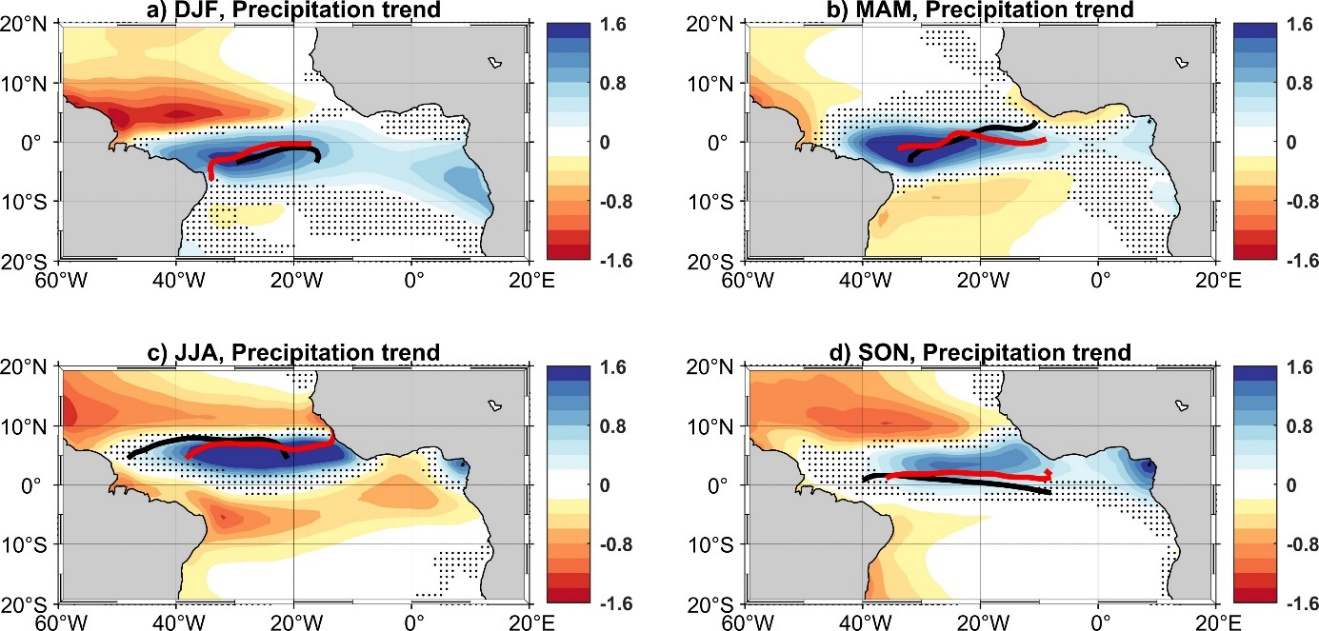 a) DJF, Precipitation trend
20°N
10°N
0°
10°S
20°S
60°W
40°W
20°W
0°
20°E
1.6
0.8
0
-0.8
-1.6
b) MAM, Precipitation trend
20°N
10°N
0°
10°S
20°S
60°W
40°W
20°W
0°
20°E
1.6
0.8
0
-0.8
-1.6
c) JJA, Precipitation trend
20°N
10°N
0°
10°S
20°S
60°W
40°W
20°W
0°
20°E
1.6
0.8
0
-0.8
-1.6
d) SON, Precipitation trend
20°N
10°N
0°
10°S
20°S
60°W
40°W
20°W
0°
20°E
1.6
0.8
0
-0.8
-1.6